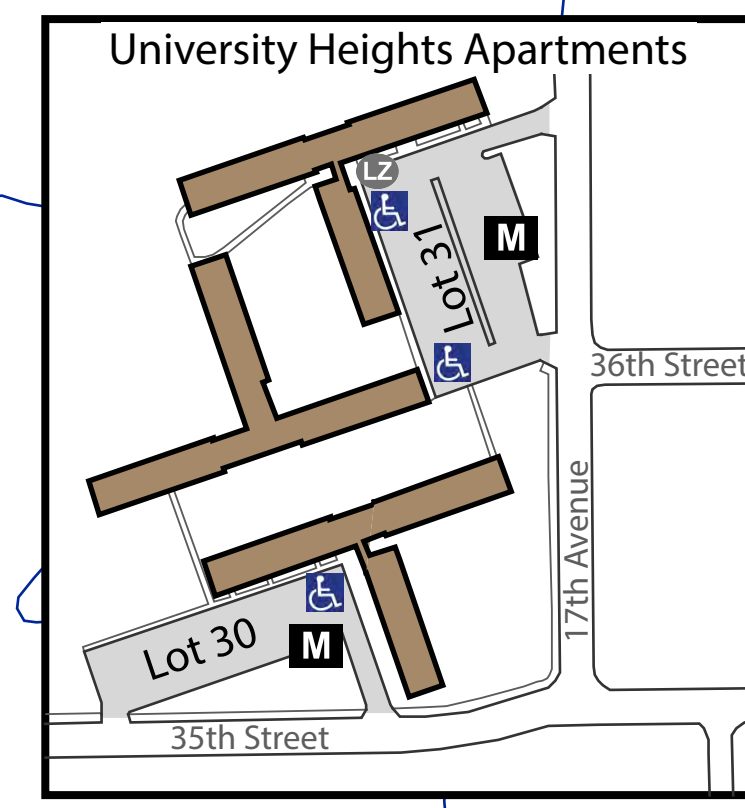 University Heights Apartments
LZ
Lot 31
M
36th Street
17th Avenue
Lot 30
M
35th Street